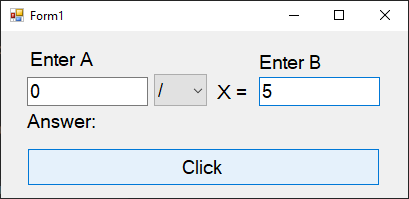 Form1
Enter A
Enter B
0 / X = 5
Answer:
Click